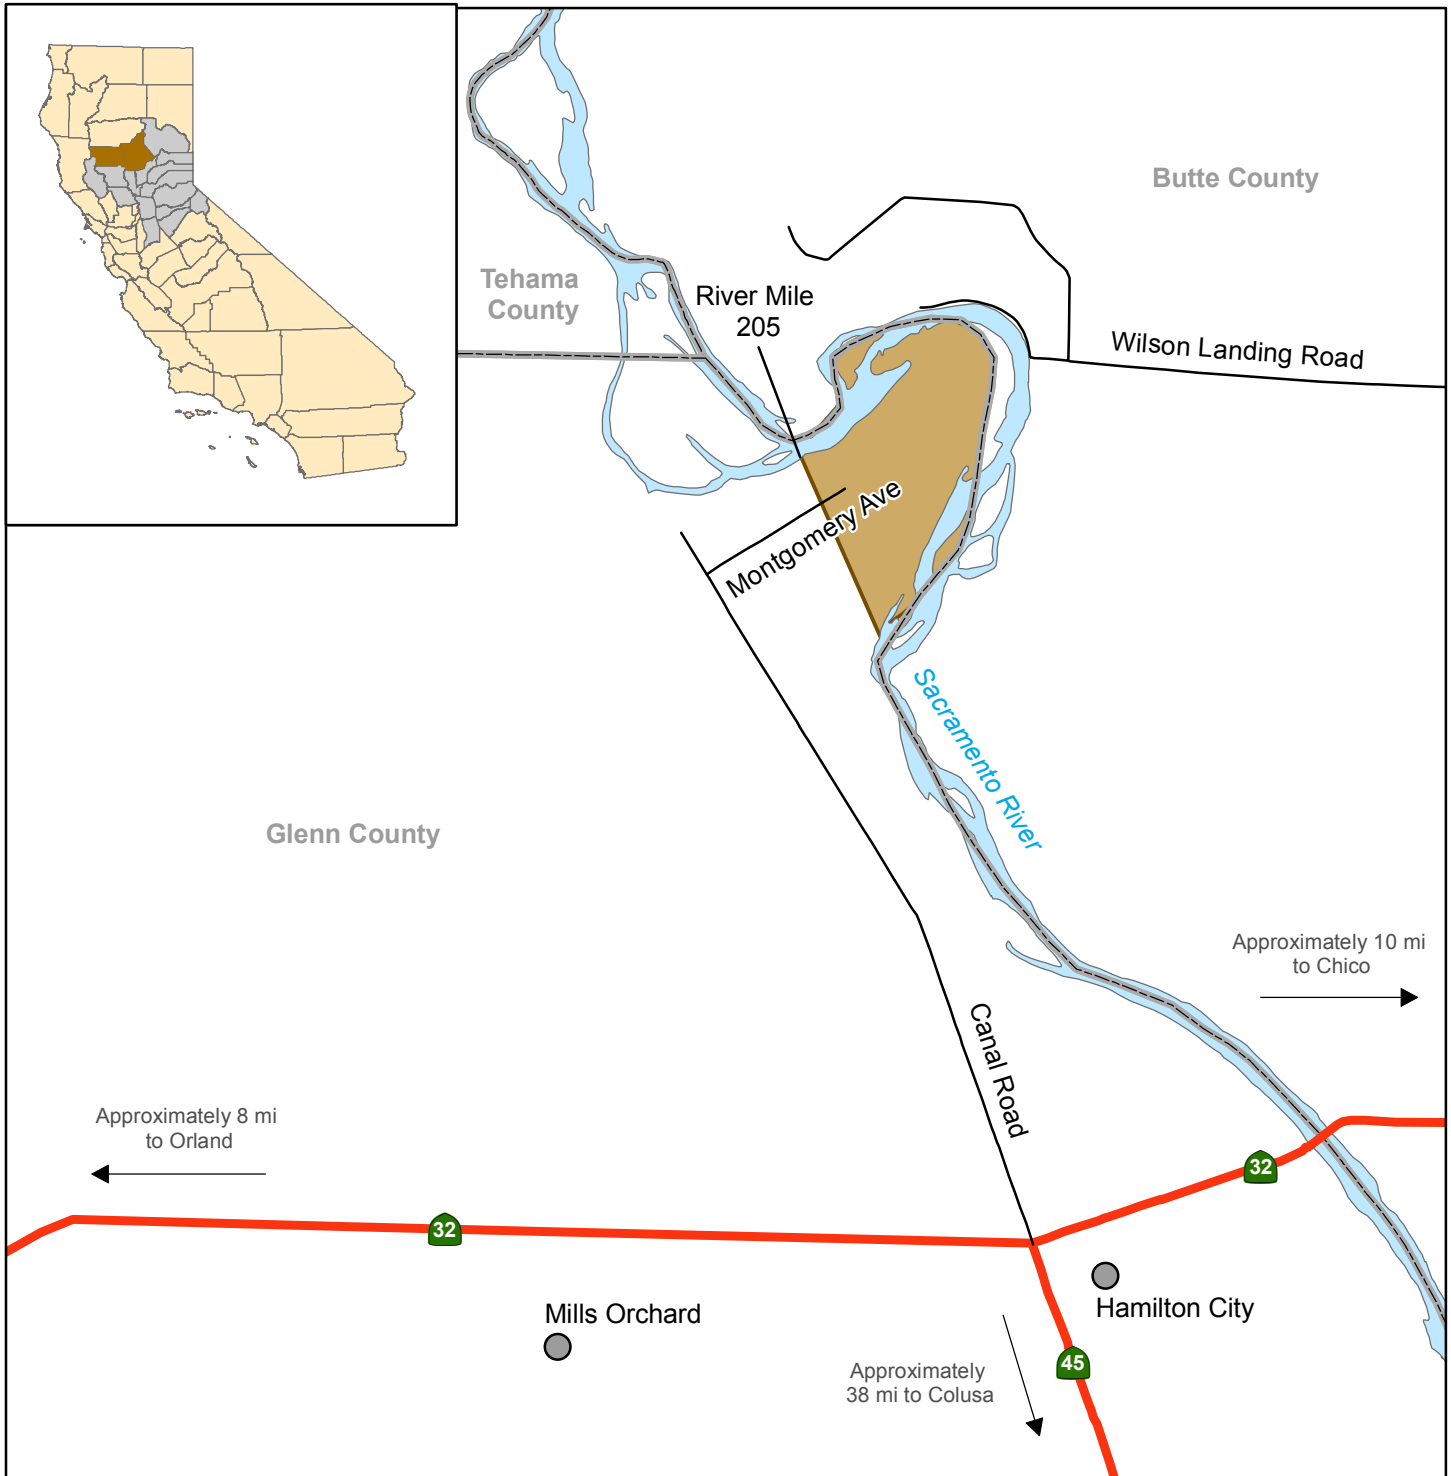 Butte County
Tehama
County
River Mile
205
Wilson Landing Road
Montgomery Ave
Sacramento River
Glenn County
Approximately 10 mi
to Chico
Canal Road
Approximately 8 mi
to Orland
32
32
Mills Orchard
Hamilton City
45
Approximately
38 mi to Colusa